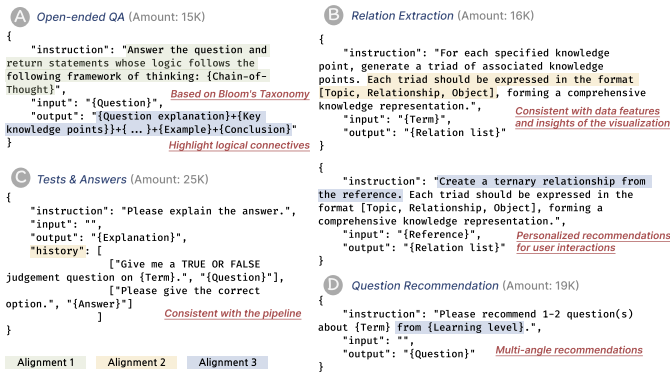 A Open-ended QA (Amount: 15K)
{
"instruction": "Answer the question and
return statements whose logic follows the
following framework of thinking: {Chain-of-
Thought}",
Based on Bloom's Taxonomy
"input": "{Question}",
"output": "{Question explanation}+{Key
knowledge points}}+{ ... }+{Example}+{Conclusion}"
}
Highlight logical connectives
C Tests & Answers (Amount: 25K)
{
"instruction": "Please explain the answer.",
"input": "",
"output": "{Explanation}",
"history": [
["Give me a TRUE OR FALSE
judgement question on {Term}.", "{Question}"],
["Please give the correct
option.", "{Answer}"]
]
Consistent with the pipeline
}
Alignment 1 Alignment 2 Alignment 3
B Relation Extraction (Amount: 16K)
{
"instruction": "For each specified knowledge
point, generate a triad of associated knowledge
points. Each triad should be expressed in the format
[Topic, Relationship, Object], forming a comprehensive
knowledge representation.",
"input": "{Term}",
"output": "{Relation list}"
}
Consistent with data features
and insights of the visualization
{
"instruction": "Create a ternary relationship from
the reference. Each triad should be expressed in the
format [Topic, Relationship, Object], forming a
comprehensive knowledge representation.",
"input": "{Reference}",
"output": "{Relation list}"
}
Personalized recommendations
for user interactions
D Question Recommendation (Amount: 19K)
{
"instruction": "Please recommend 1-2 question(s)
about {Term} from {Learning level}.",
"input": "",
"output": "{Question}"
}
Multi-angle recommendations